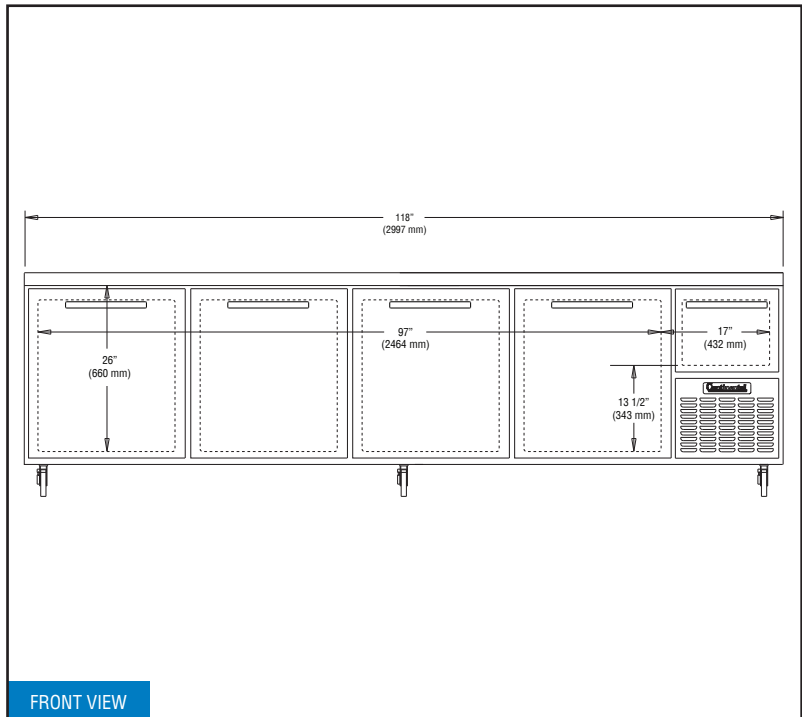 118”
(2997 mm)
97”
(2464 mm)
17”
(432 mm)
26”
(660 mm)
13 1/2”
(343 mm)
Continental
FRONT VIEW